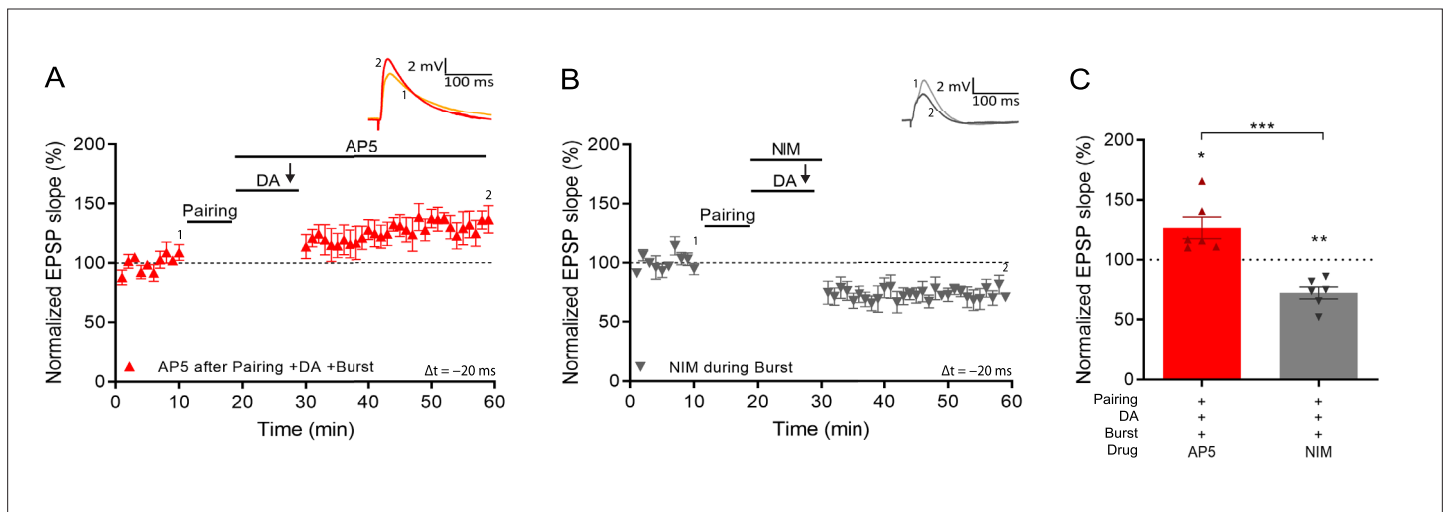 A
2
1
2 mV
100 ms
Normalized EPSP slope (%)
200
150
100
50
0
AP5
DA
Pairing
1
2
AP5 after Pairing +DA +Burst
Δt = −20 ms
0 10 20 30 40 50 60
Time (min)
B
1
2
2 mV
100 ms
Normalized EPSP slope (%)
200
150
100
50
0
NIM
DA
Pairing
1
2
NIM during Burst
Δt = −20 ms
0 10 20 30 40 50 60
Time (min)
C
Normalized EPSP slope (%)
200
150
100
50
0
***
*
**
Pairing + +
DA + +
Burst + +
Drug AP5 NIM